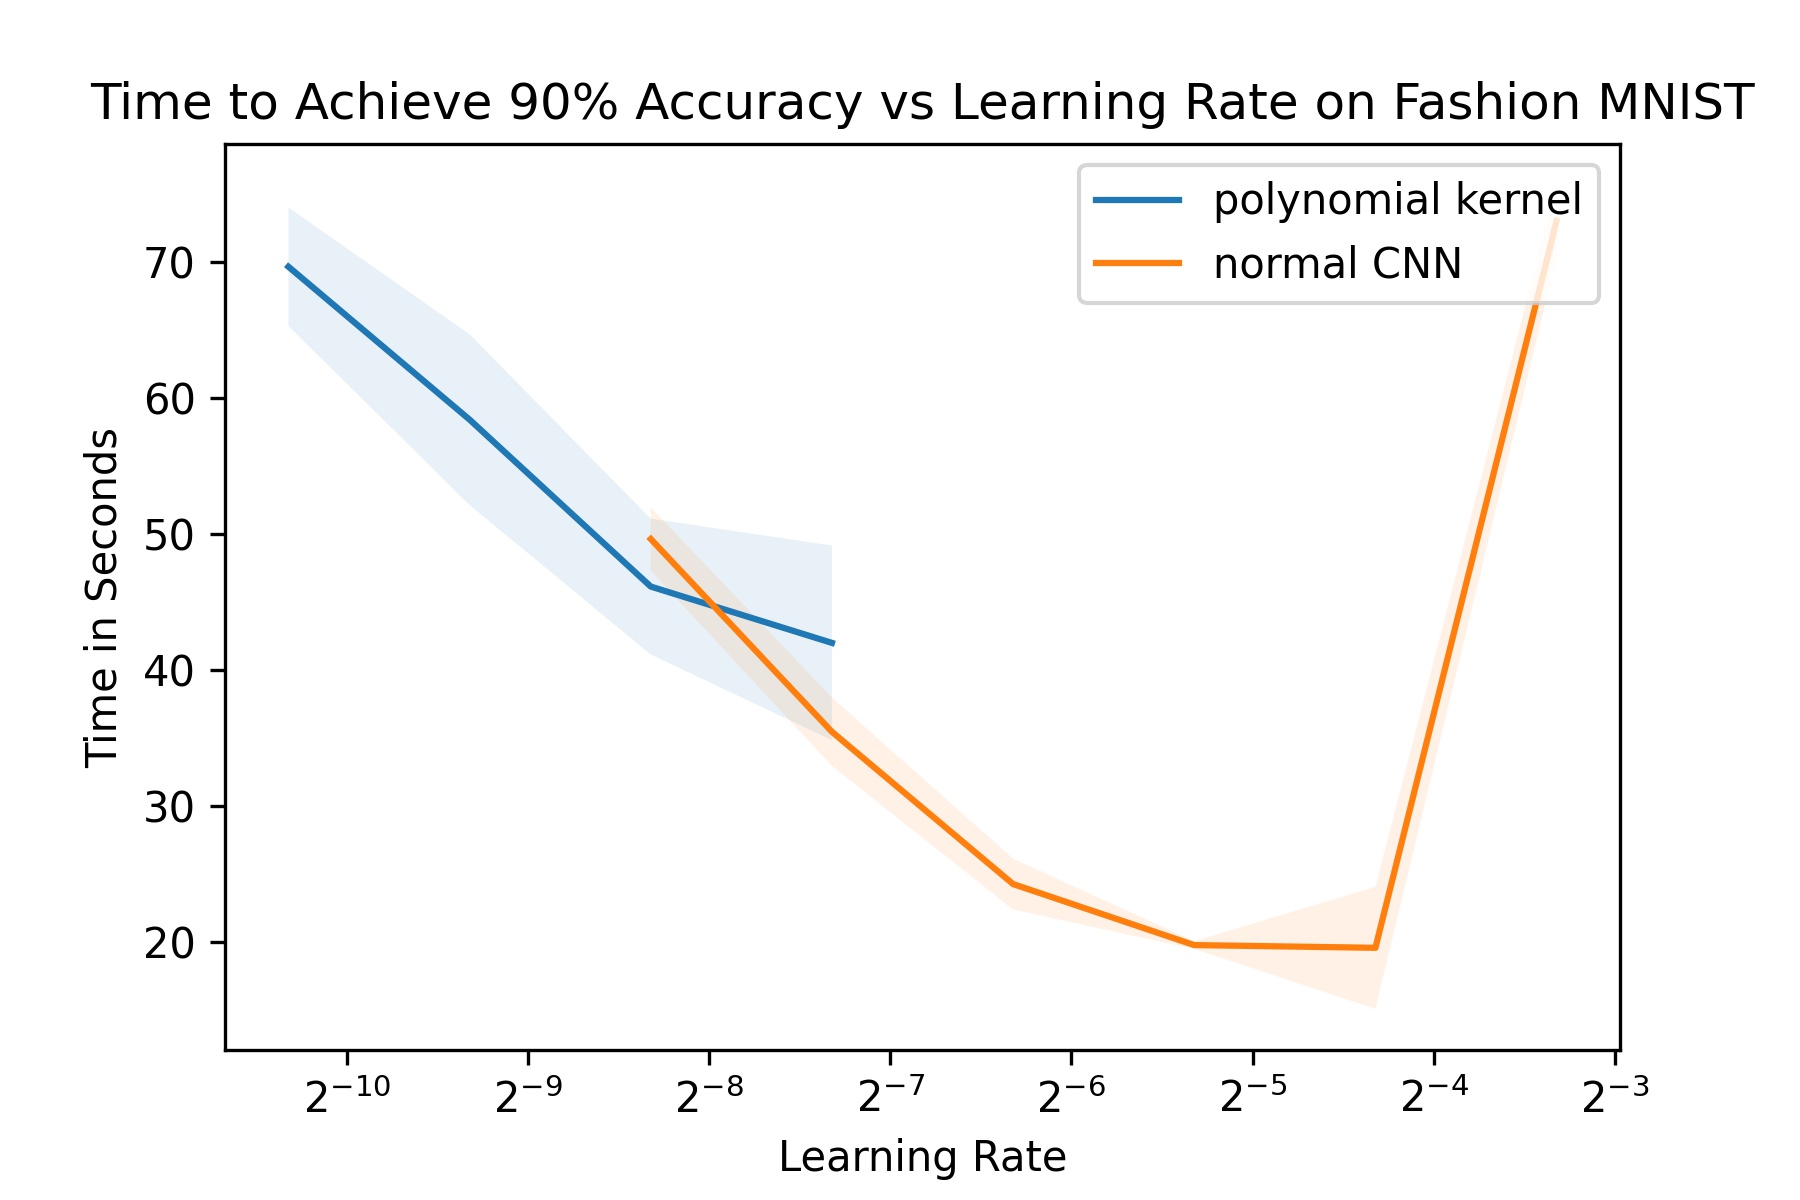 Time to Achieve 90% Accuracy vs Learning Rate on Fashion MNIST
polynomial kernel
normal CNN
70
60
50
40
30
20
Time in Seconds
2⁻¹⁰ 2⁻⁹ 2⁻⁸ 2⁻⁷ 2⁻⁶ 2⁻⁵ 2⁻⁴ 2⁻³
Learning Rate